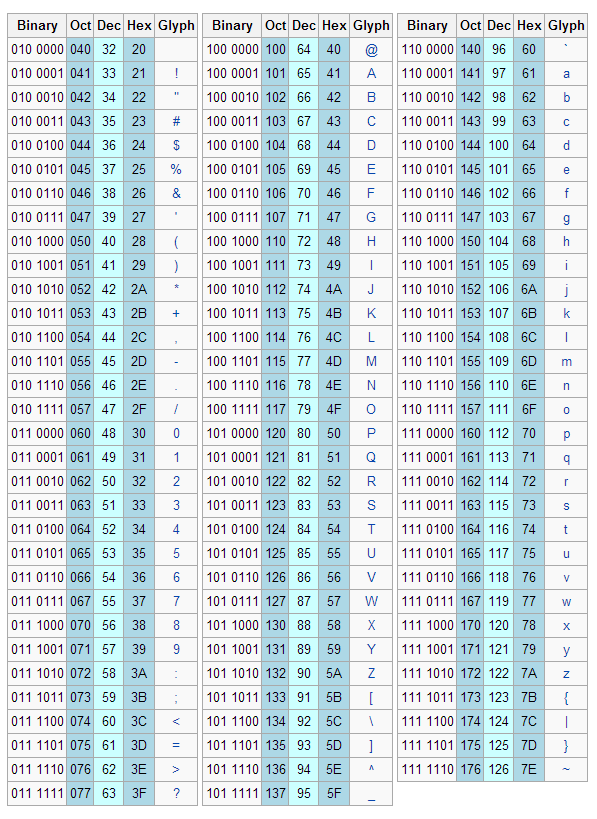 Binary Oct Dec Hex Glyph Binary Oct Dec Hex Glyph Binary Oct Dec Hex Glyph
010 0000 040 32 20 100 0000 100 64 40 @ 110 0000 140 96 60 `
010 0001 041 33 21 ! 100 0001 101 65 41 A 110 0001 141 97 61 a
010 0010 042 34 22 " 100 0010 102 66 42 B 110 0010 142 98 62 b
010 0011 043 35 23 # 100 0011 103 67 43 C 110 0011 143 99 63 c
010 0100 044 36 24 $ 100 0100 104 68 44 D 110 0100 144 100 64 d
010 0101 045 37 25 % 100 0101 105 69 45 E 110 0101 145 101 65 e
010 0110 046 38 26 & 100 0110 106 70 46 F 110 0110 146 102 66 f
010 0111 047 39 27 ' 100 0111 107 71 47 G 110 0111 147 103 67 g
010 1000 050 40 28 ( 100 1000 110 72 48 H 110 1000 150 104 68 h
010 1001 051 41 29 ) 100 1001 111 73 49 I 110 1001 151 105 69 i
010 1010 052 42 2A * 100 1010 112 74 4A J 110 1010 152 106 6A j
010 1011 053 43 2B + 100 1011 113 75 4B K 110 1011 153 107 6B k
010 1100 054 44 2C , 100 1100 114 76 4C L 110 1100 154 108 6C l
010 1101 055 45 2D - 100 1101 115 77 4D M 110 1101 155 109 6D m
010 1110 056 46 2E . 100 1110 116 78 4E N 110 1110 156 110 6E n
010 1111 057 47 2F / 100 1111 117 79 4F O 110 1111 157 111 6F o
011 0000 060 48 30 0 101 0000 120 80 50 P 111 0000 160 112 70 p
011 0001 061 49 31 1 101 0001 121 81 51 Q 111 0001 161 113 71 q
011 0010 062 50 32 2 101 0010 122 82 52 R 111 0010 162 114 72 r
011 0011 063 51 33 3 101 0011 123 83 53 S 111 0011 163 115 73 s
011 0100 064 52 34 4 101 0100 124 84 54 T 111 0100 164 116 74 t
011 0101 065 53 35 5 101 0101 125 85 55 U 111 0101 165 117 75 u
011 0110 066 54 36 6 101 0110 126 86 56 V 111 0110 166 118 76 v
011 0111 067 55 37 7 101 0111 127 87 57 W 111 0111 167 119 77 w
011 1000 070 56 38 8 101 1000 130 88 58 X 111 1000 170 120 78 x
011 1001 071 57 39 9 101 1001 131 89 59 Y 111 1001 171 121 79 y
011 1010 072 58 3A : 101 1010 132 90 5A Z 111 1010 172 122 7A z
011 1011 073 59 3B ; 101 1011 133 91 5B [ 111 1011 173 123 7B {
011 1100 074 60 3C < 101 1100 134 92 5C \ 111 1100 174 124 7C |
011 1101 075 61 3D = 101 1101 135 93 5D ] 111 1101 175 125 7D }
011 1110 076 62 3E > 101 1110 136 94 5E ^ 111 1110 176 126 7E ~
011 1111 077 63 3F ? 101 1111 137 95 5F _